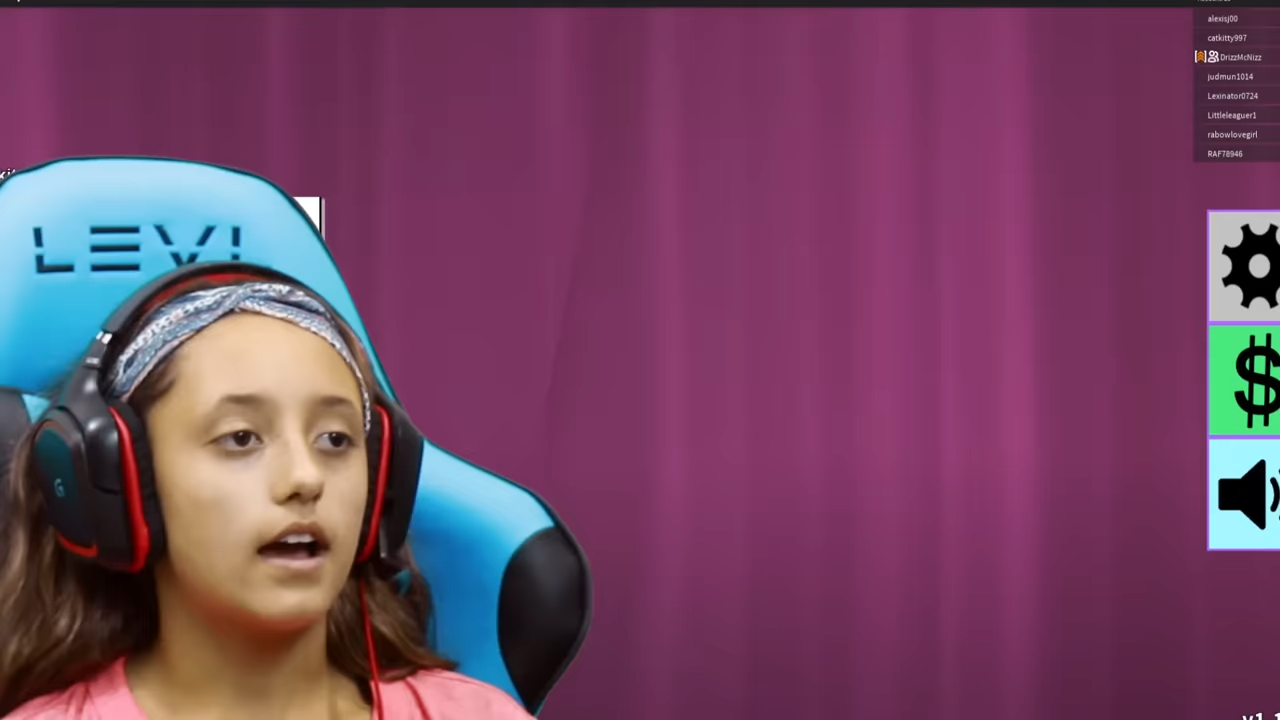 alexisj00
catkitty997
DrizzMcNizz
judmun1014
Lexinator0724
Littleleaguer1
rabowlovegirl
RAF78946
LEVI
$